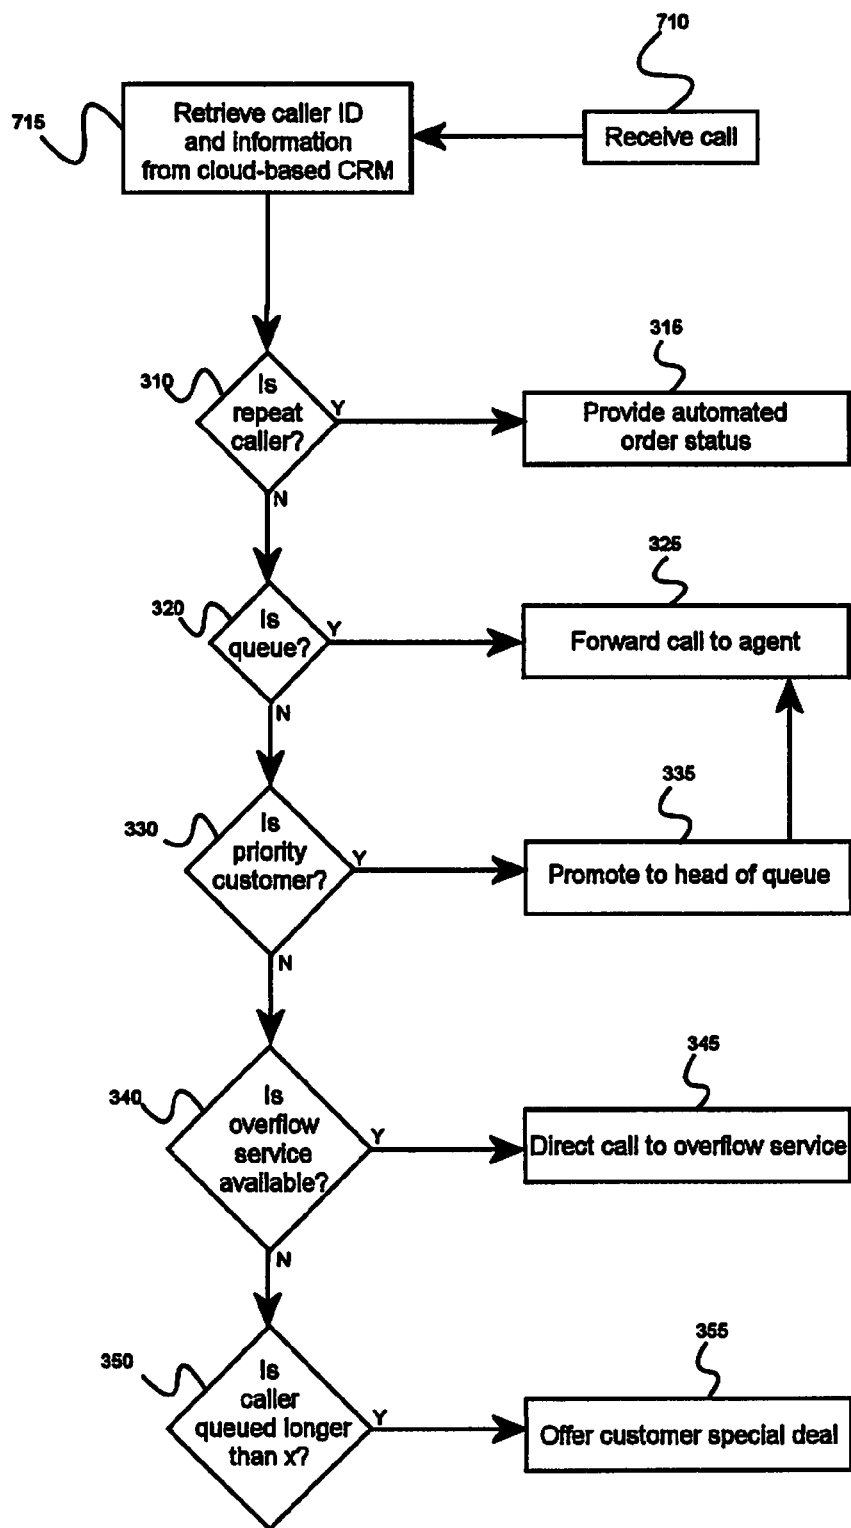 710
Receive call
715
Retrieve caller ID
and information
from cloud-based CRM
310
Is
repeat
caller?
Y
N
315
Provide automated
order status
320
Is
queue?
Y
N
325
Forward call to agent
330
Is
priority
customer?
Y
N
335
Promote to head of queue
340
Is
overflow
service
available?
Y
N
345
Direct call to overflow service
350
Is
caller
queued longer
than x?
Y
355
Offer customer special deal